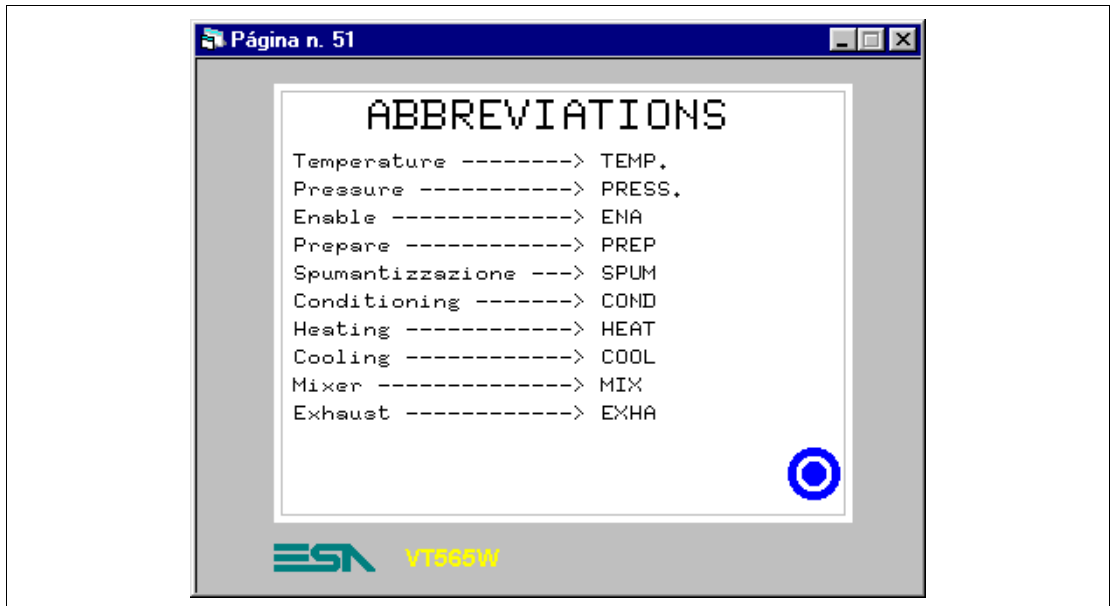 Página n. 51
ABBREVIATIONS
Temperature --------> TEMP.
Pressure -----------> PRESS.
Enable -------------> ENA
Prepare ------------> PREP
Spumantizzazione ---> SPUM
Conditioning -------> COND
Heating ------------> HEAT
Cooling ------------> COOL
Mixer --------------> MIX
Exhaust ------------> EXHA
ESA VT565W